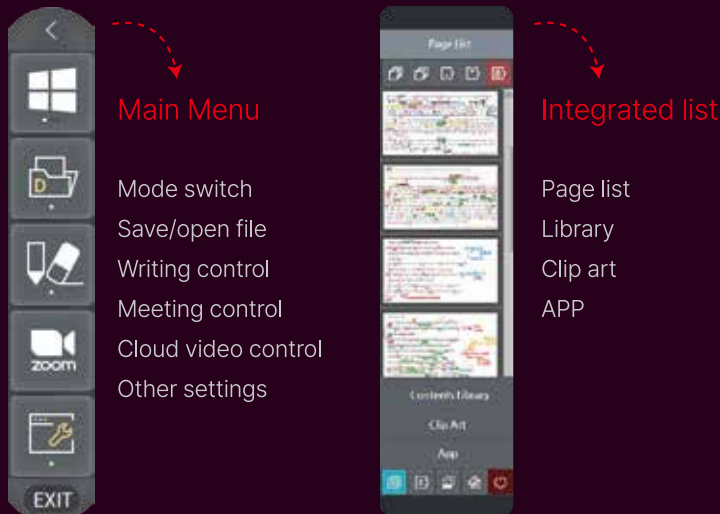 Main Menu
Mode switch
Save/open file
Writing control
Meeting control
Cloud video control
Other settings
D
zoom
EXIT
Page List
Integrated list
Page list
Library
Clip art
APP
Contents Library
Clip Art
App